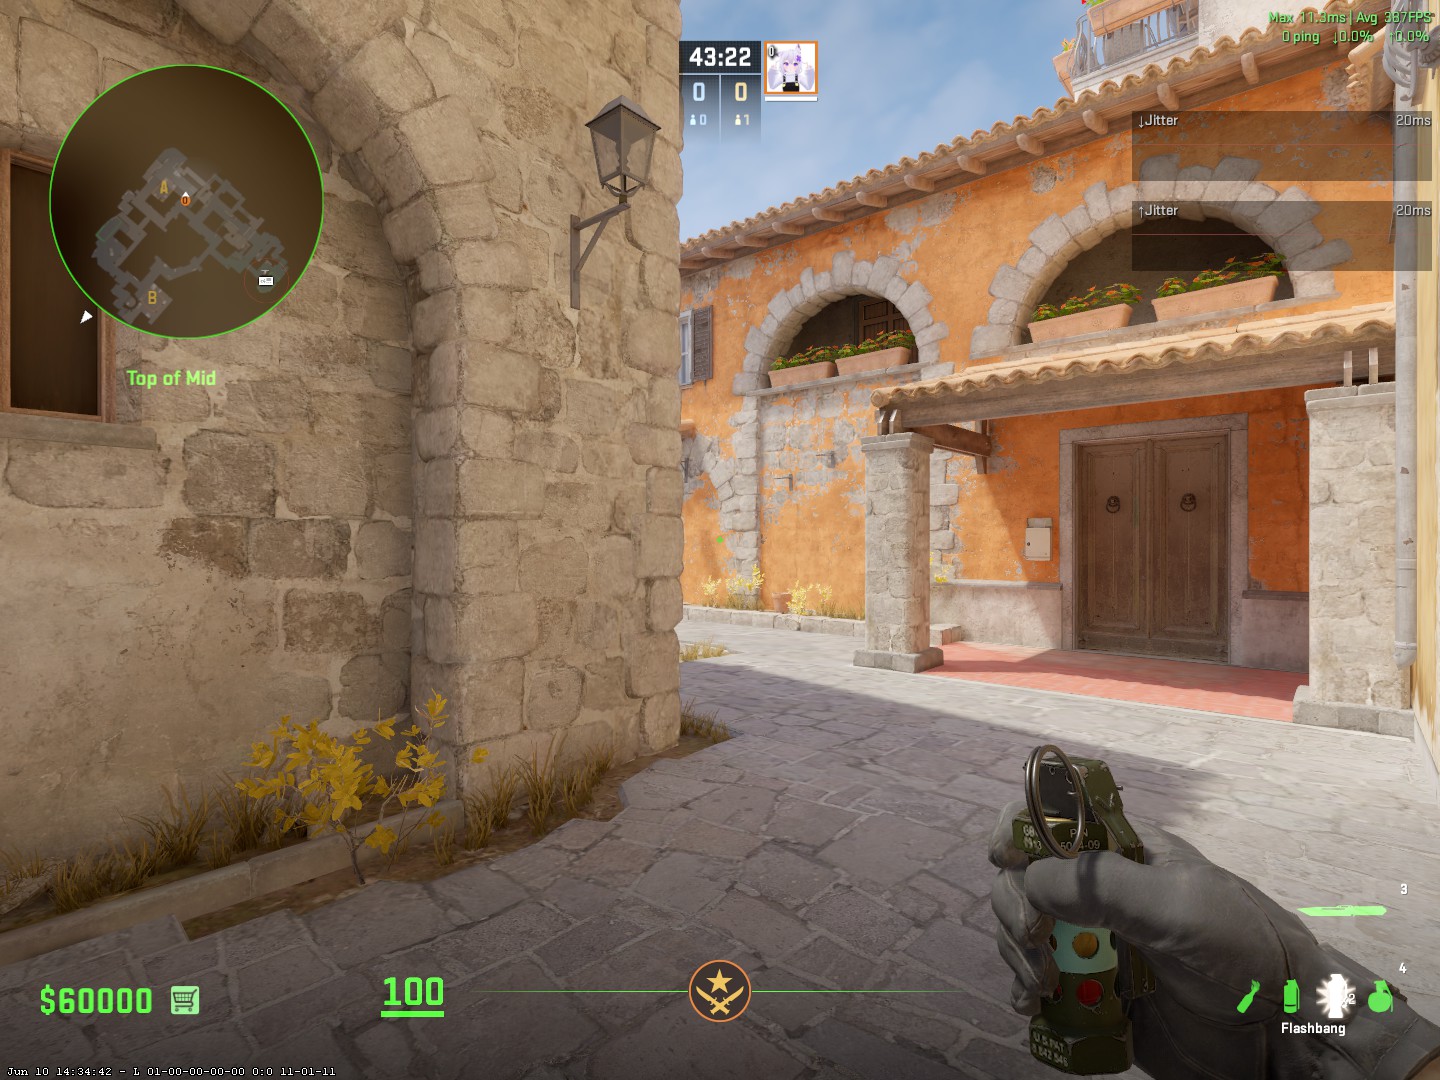 Max 11.3ms | Avg 387FPS
0 ping ↓0.0% ↑0.0%
43:22
0
0 0
0 1
↓Jitter 20ms
↑Jitter 20ms
A
B
Top of Mid
3
4
x2
Flashbang
$60000
100
Jun 10 14:34:42 - L 01-00-00-00-00 0:0 11-01-11